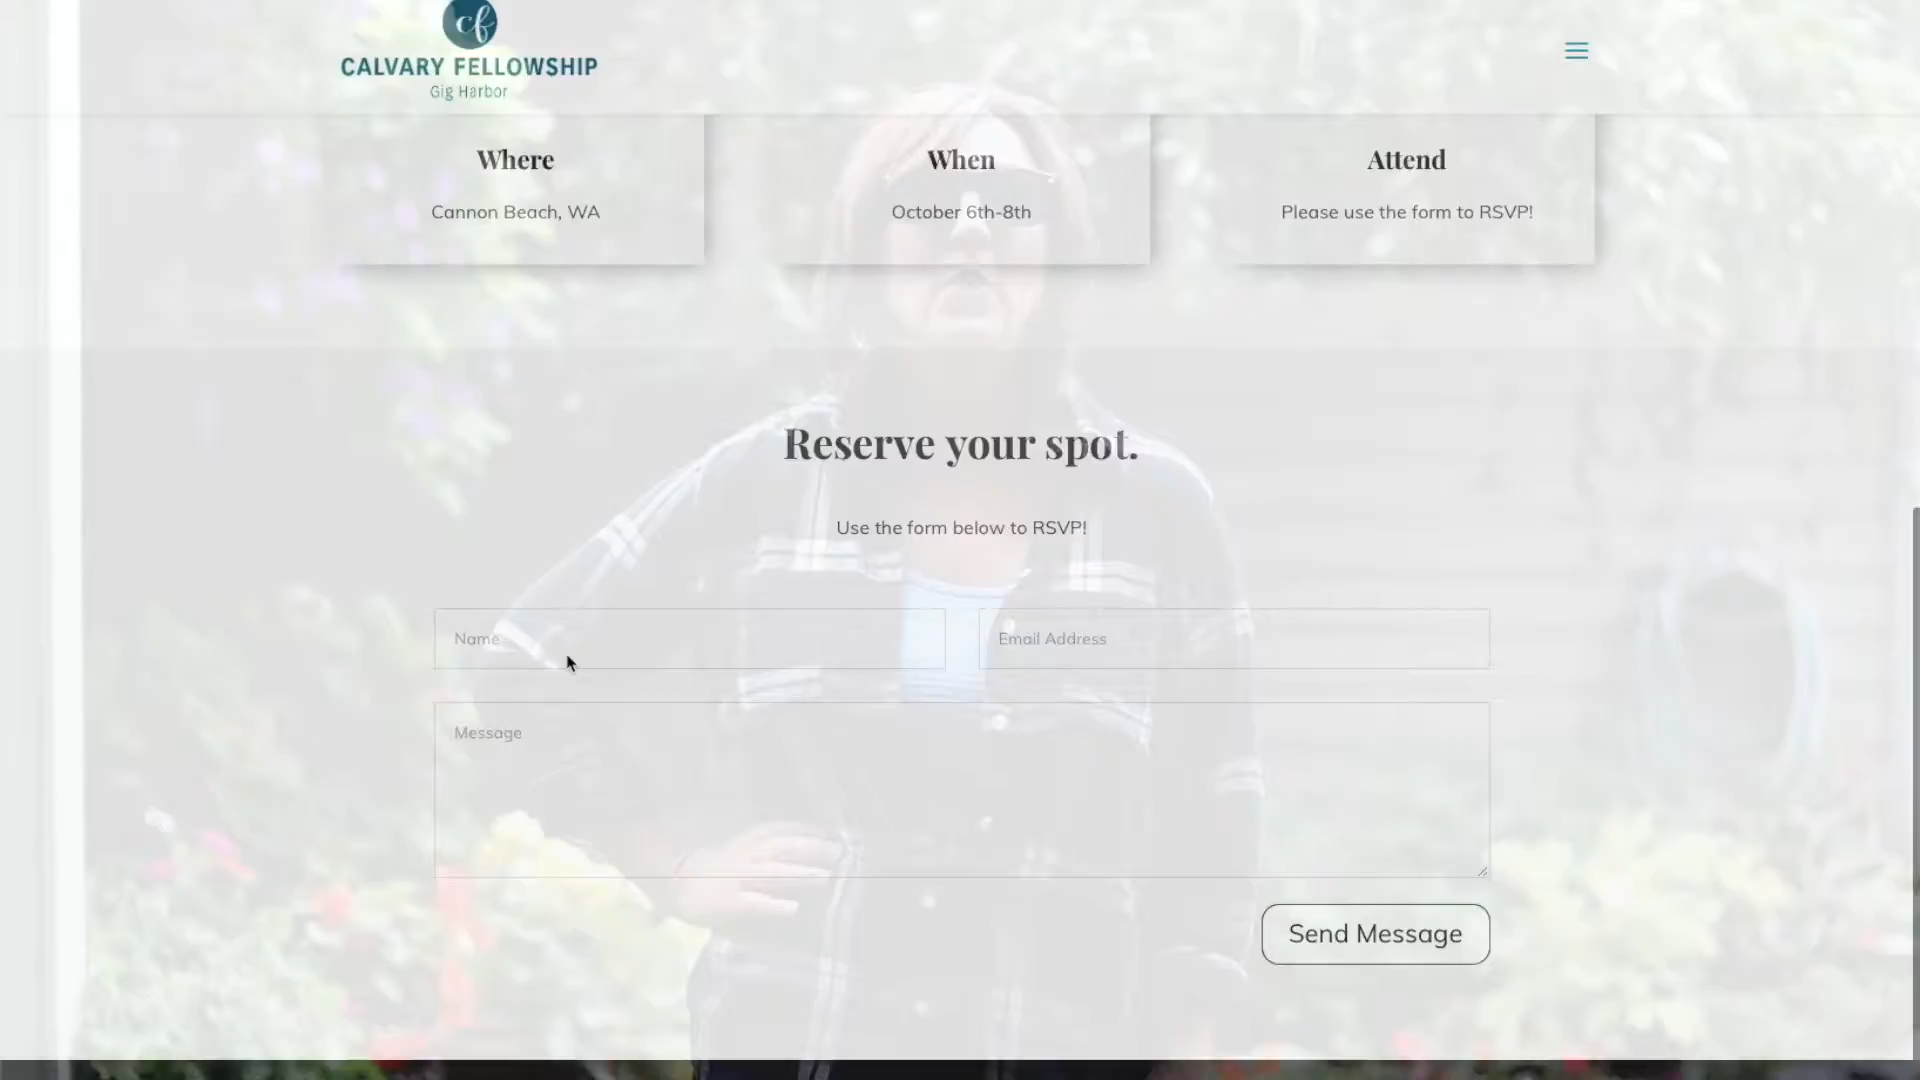 cf
CALVARY FELLOWSHIP
Gig Harbor
Where
Cannon Beach, WA
When
October 6th-8th
Attend
Please use the form to RSVP!
Reserve your spot.
Use the form below to RSVP!
Name
Email Address
Message
Send Message